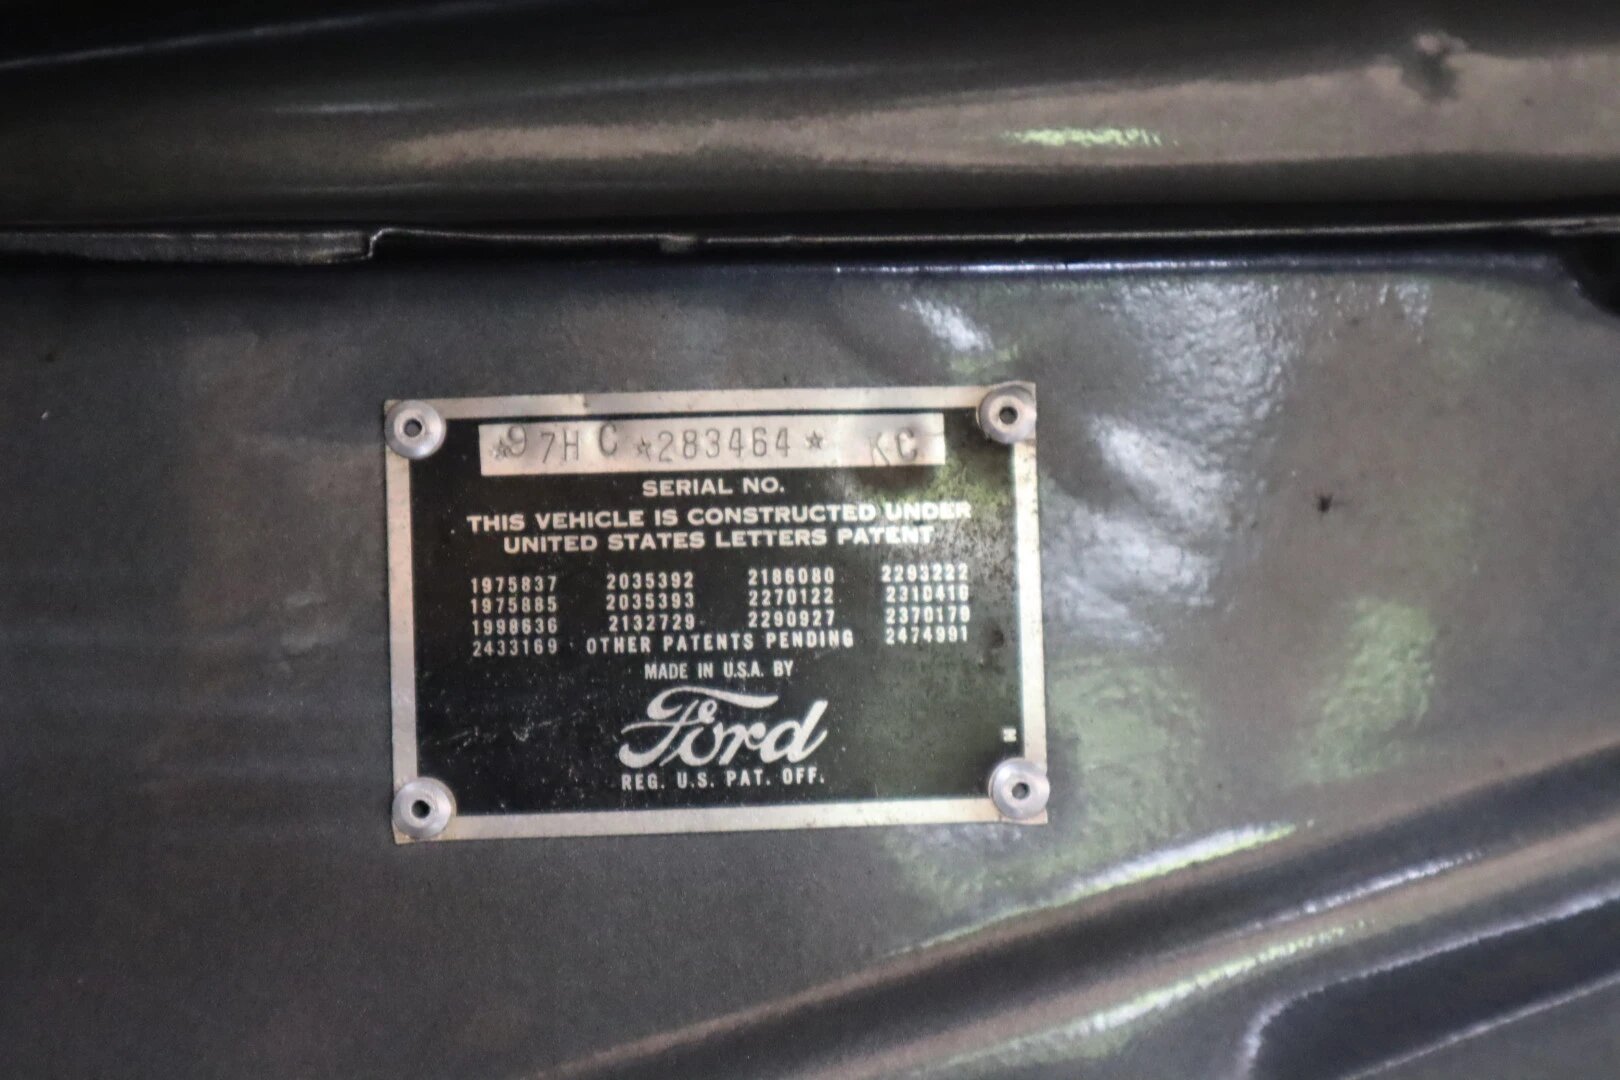 ★97HC★283464★ KC
SERIAL NO.
THIS VEHICLE IS CONSTRUCTED UNDER
UNITED STATES LETTERS PATENT
1975837 2035392 2186080 2293222
1975885 2035393 2270122 2310416
1998636 2132729 2290927 2370179
2433169 OTHER PATENTS PENDING 2474991
MADE IN U.S.A. BY
Ford
REG. U.S. PAT. OFF.
H